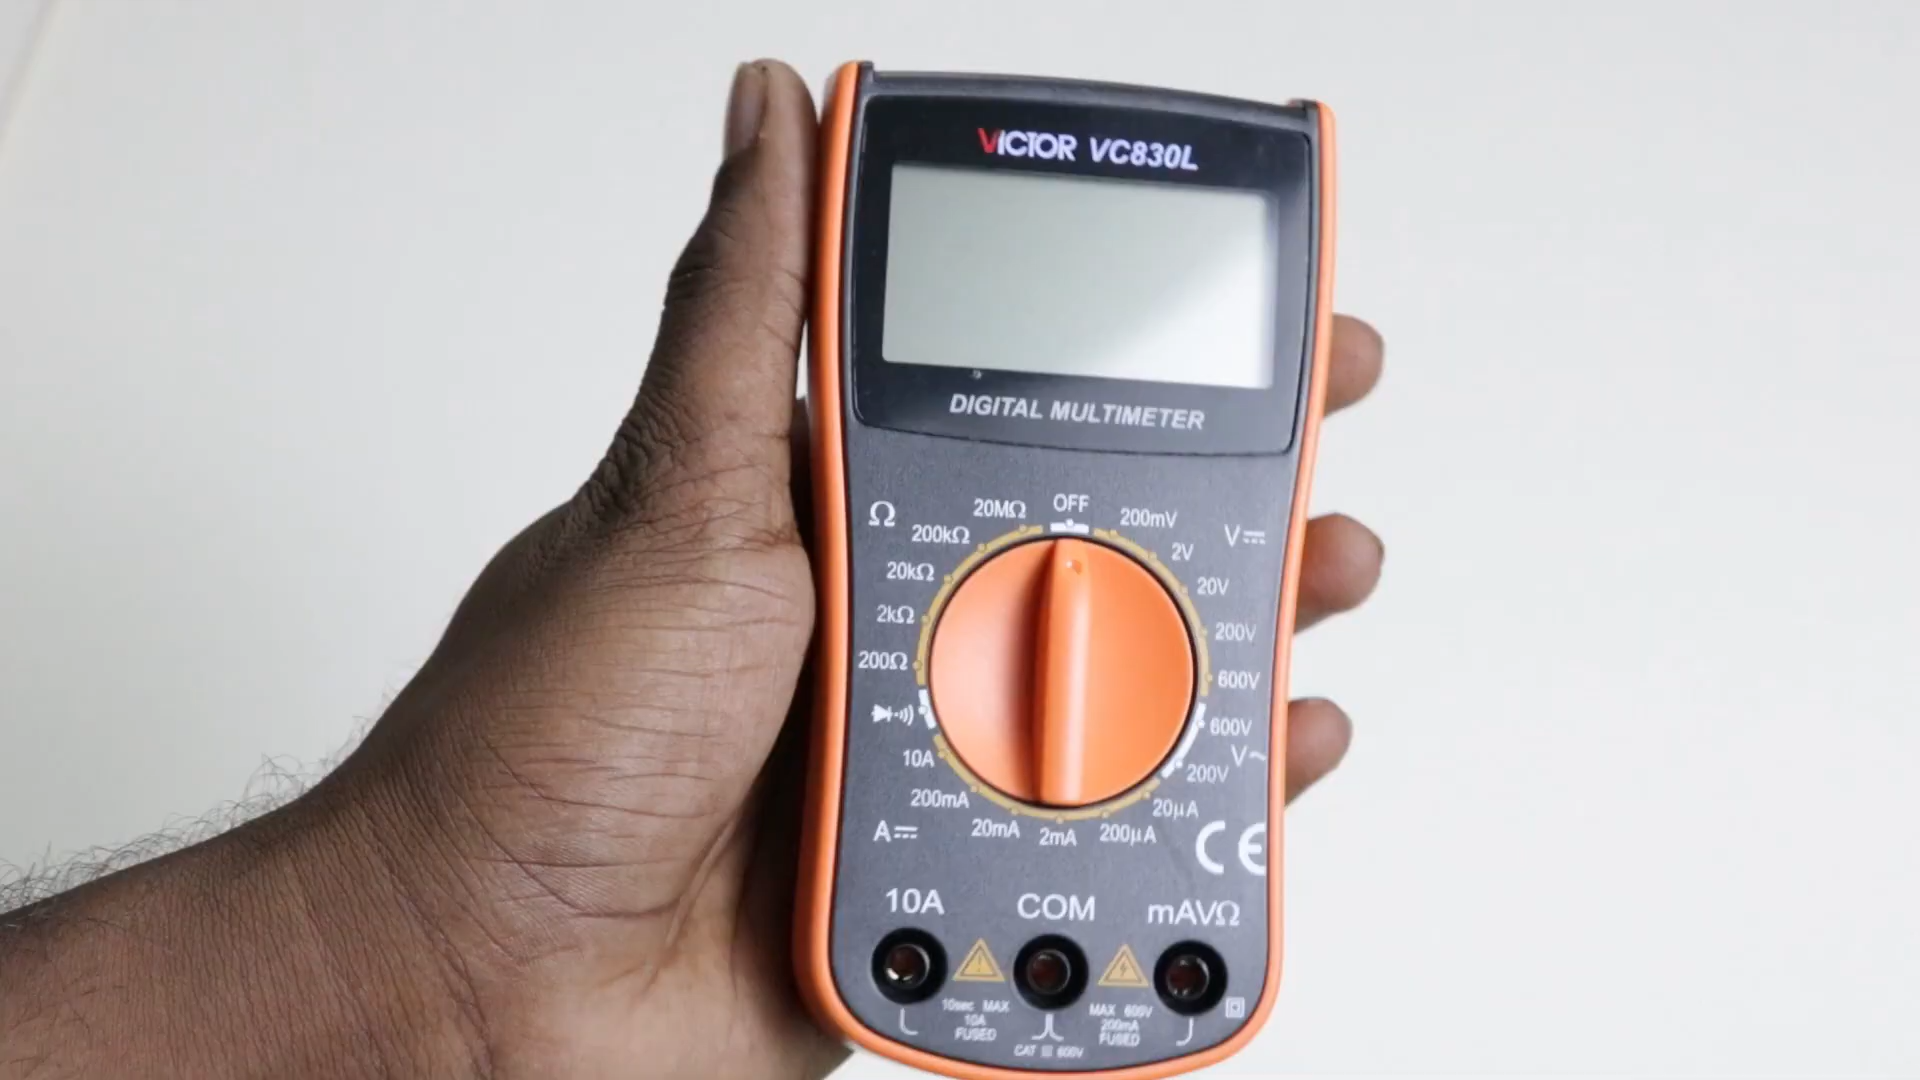 VICTOR VC830L
DIGITAL MULTIMETER
OFF
20MΩ
200mV
Ω
200kΩ
V⎓
2V
20kΩ
20V
2kΩ
200V
200Ω
600V
600V
V~
10A
200V
200mA
20μA
A⎓
20mA
2mA
200μA
CE
10A COM mAVΩ
10sec MAX
10A
FUSED
MAX 600V
200mA
FUSED
CAT III 600V